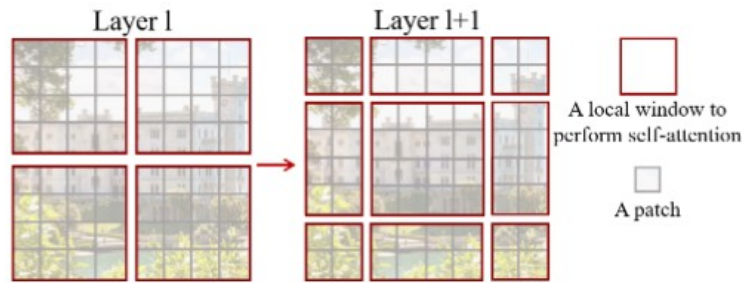 Layer l
Layer l+1
A local window to
perform self-attention
A patch